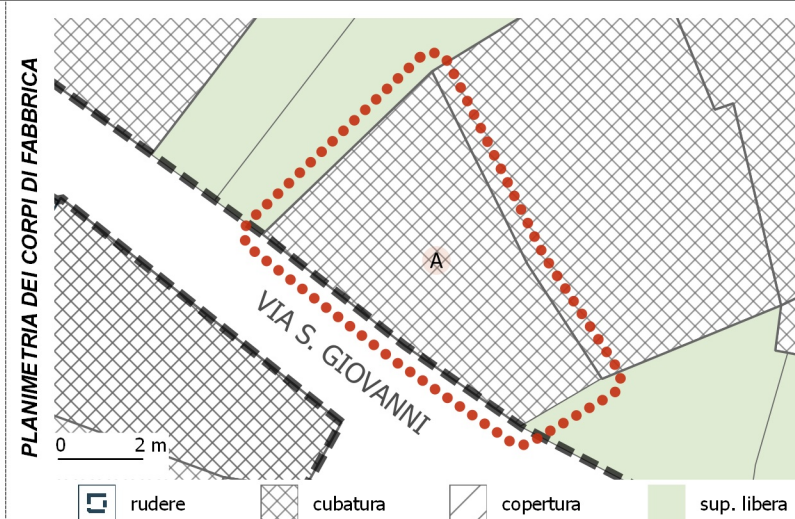 PLANIMETRIA DEI CORPI DI FABBRICA
A
VIA S. GIOVANNI
0 2 m
rudere cubatura copertura sup. libera